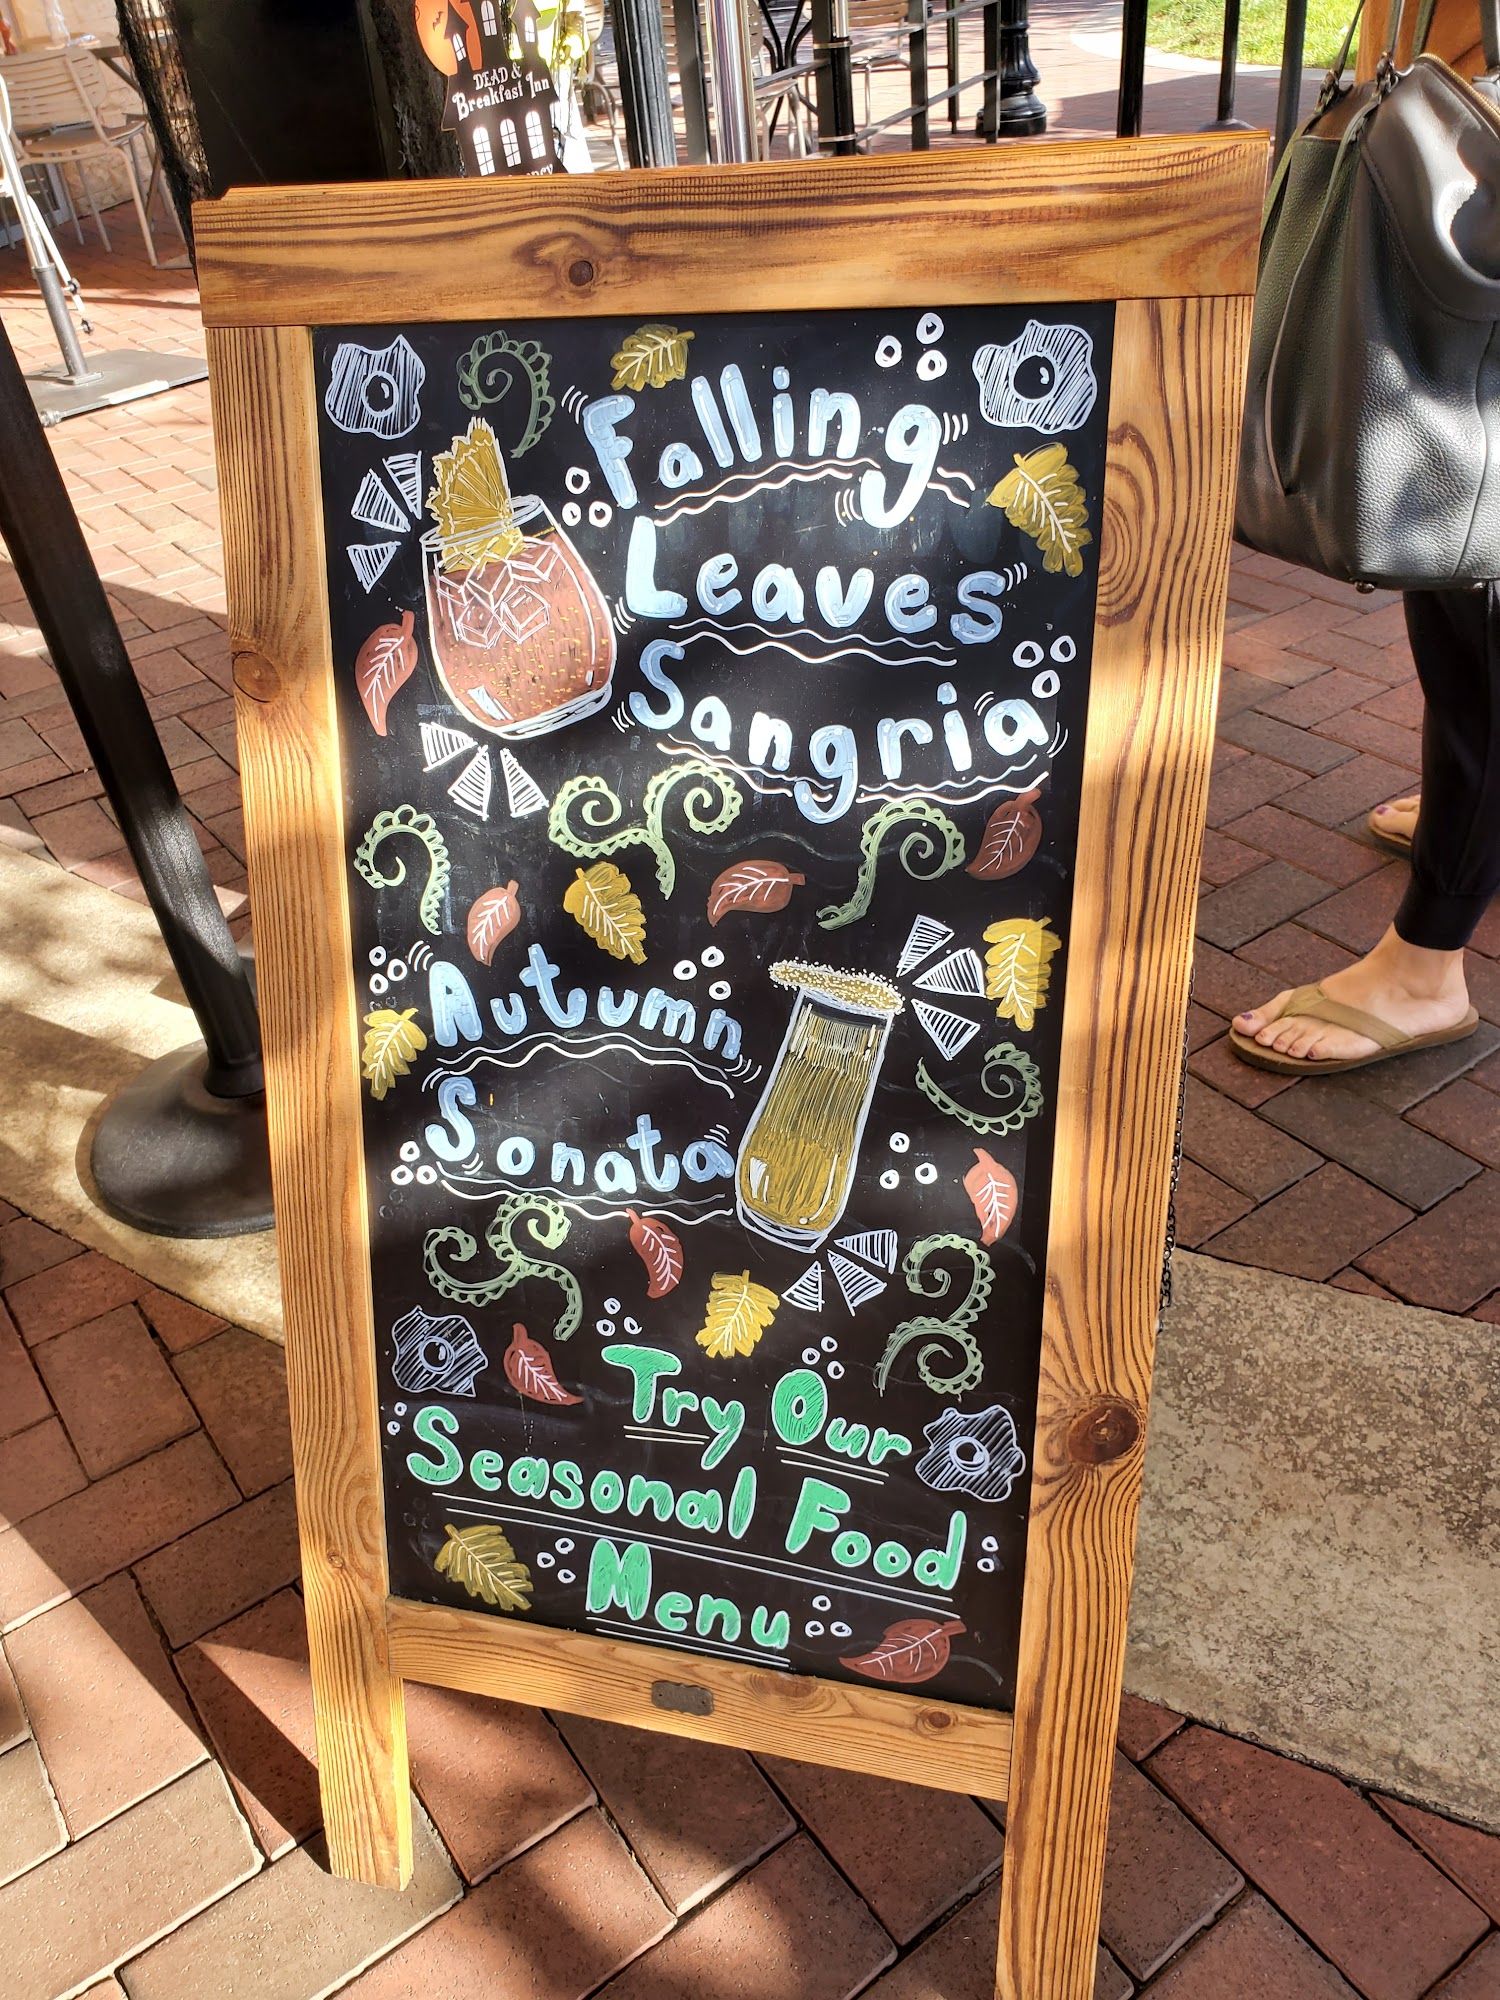 DEAD &
Breakfast Inn
Falling
Leaves
Sangria
Autumn
Sonata
Try Our
Seasonal Food
Menu